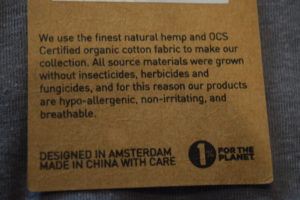 We use the finest natural hemp and OCS
Certified organic cotton fabric to make our
collection. All source materials were grown
without insecticides, herbicides and
fungicides, and for this reason our products
are hypo-allergenic, non-irritating, and
breathable.
DESIGNED IN AMSTERDAM
MADE IN CHINA WITH CARE
1%
FOR THE
PLANET